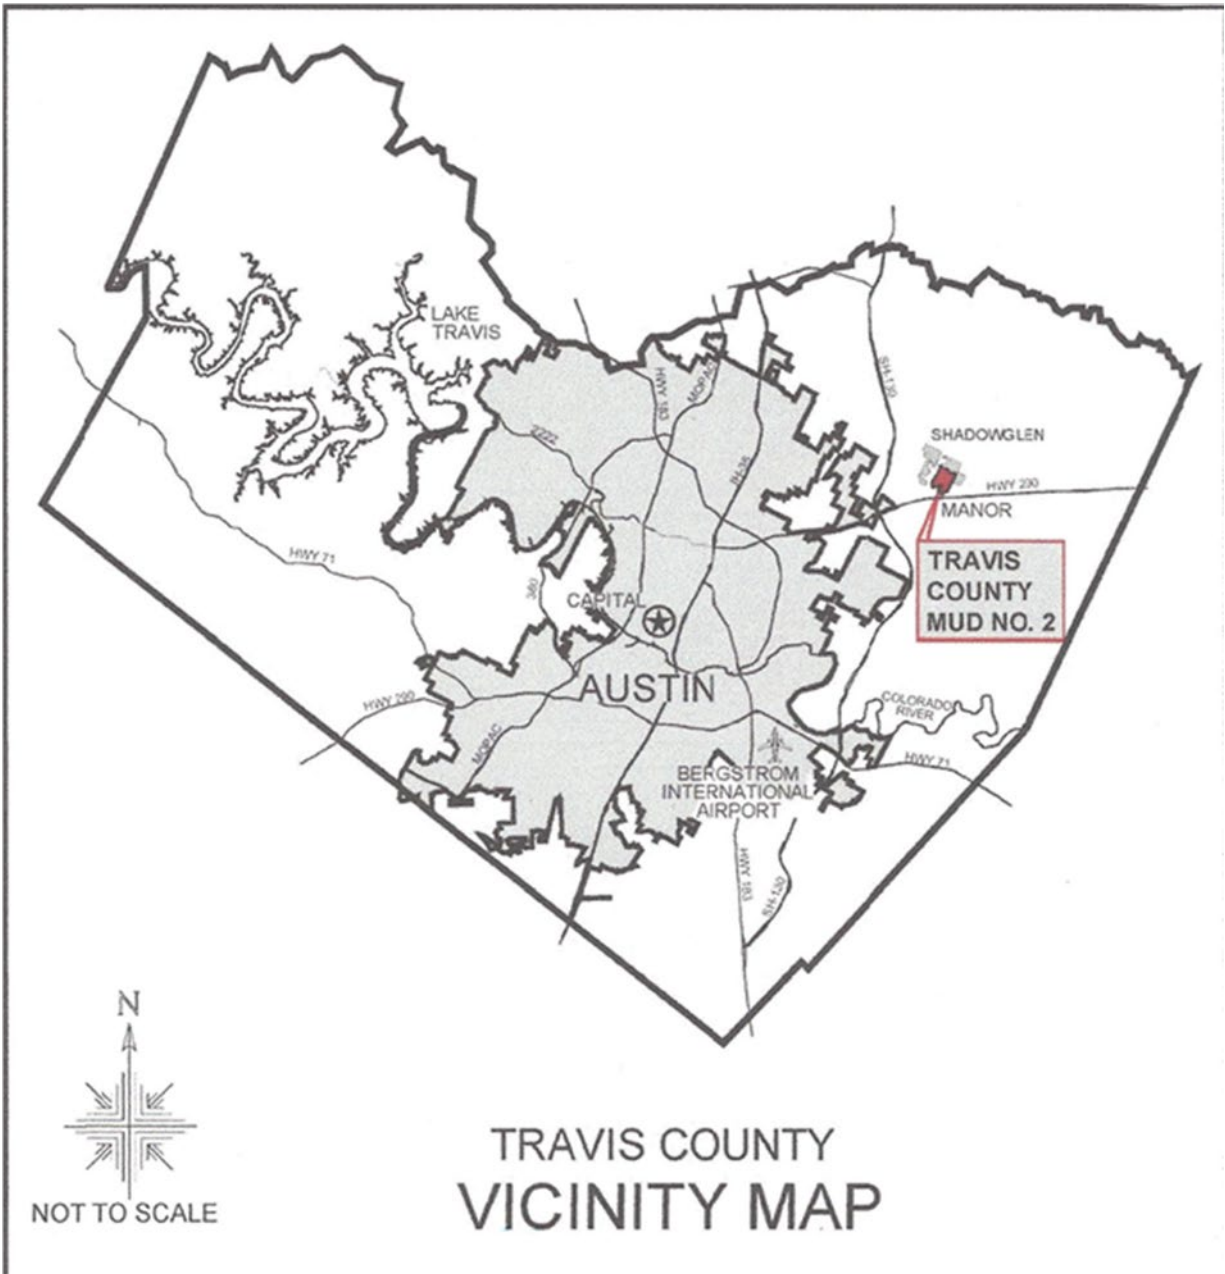 LAKE
TRAVIS
HWY 183
MOPAC
SH-130
2222
IH-35
SHADOWGLEN
HWY 290
MANOR
TRAVIS
COUNTY
MUD NO. 2
HWY 71
360
CAPITAL
AUSTIN
HWY 290
COLORADO
RIVER
MOPAC
HWY 71
BERGSTROM
INTERNATIONAL
AIRPORT
HWY 183
SH-130
N
NOT TO SCALE
TRAVIS COUNTY
VICINITY MAP